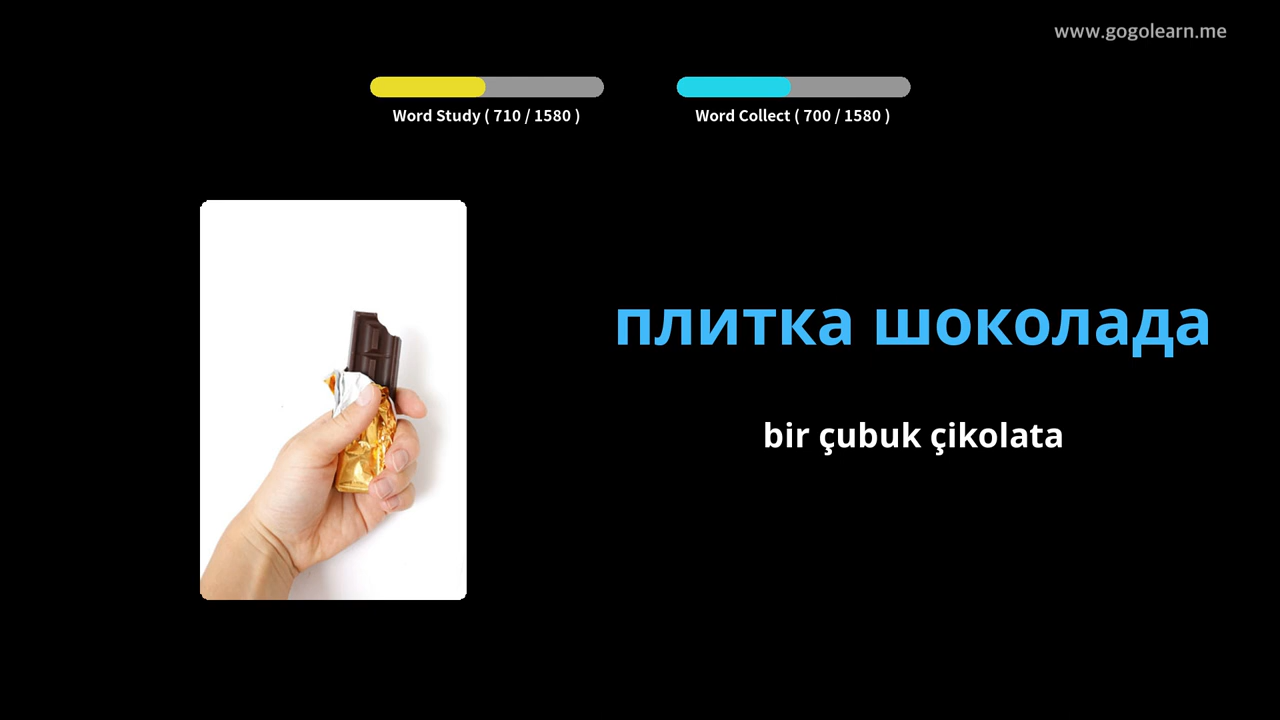 www.gogolearn.me
Word Study ( 710 / 1580 )
Word Collect ( 700 / 1580 )
плитка шоколада
bir çubuk çikolata